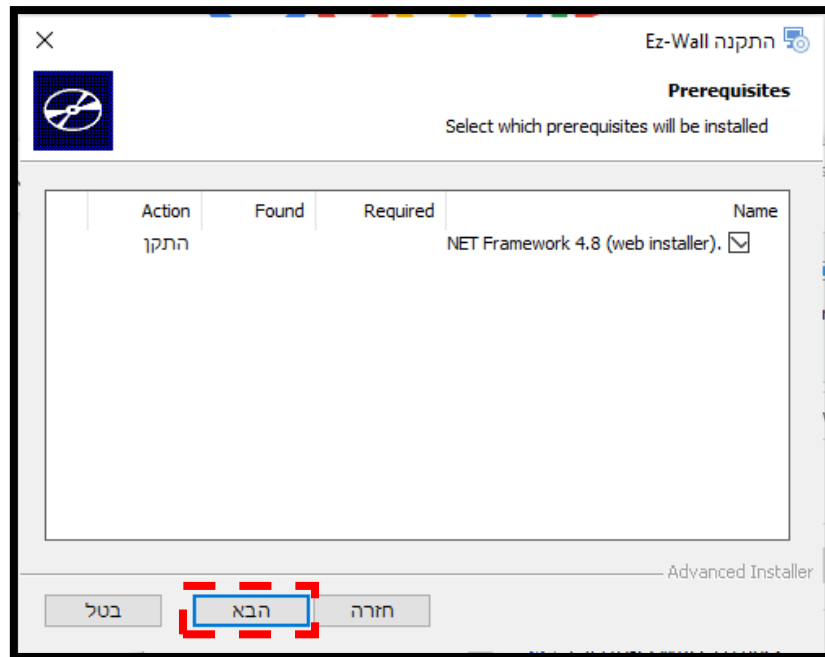 התקנה Ez-Wall
Prerequisites
Select which prerequisites will be installed
Name Required Found Action
.NET Framework 4.8 (web installer) התקן
Advanced Installer
חזרה הבא בטל